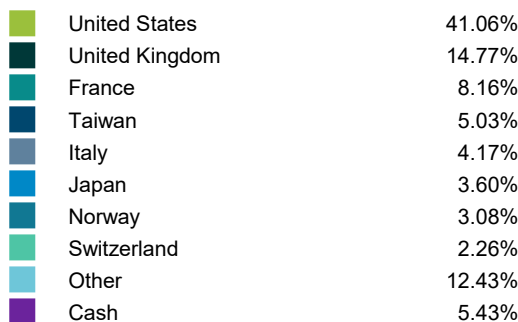 United States 41.06%
United Kingdom 14.77%
France 8.16%
Taiwan 5.03%
Italy 4.17%
Japan 3.60%
Norway 3.08%
Switzerland 2.26%
Other 12.43%
Cash 5.43%